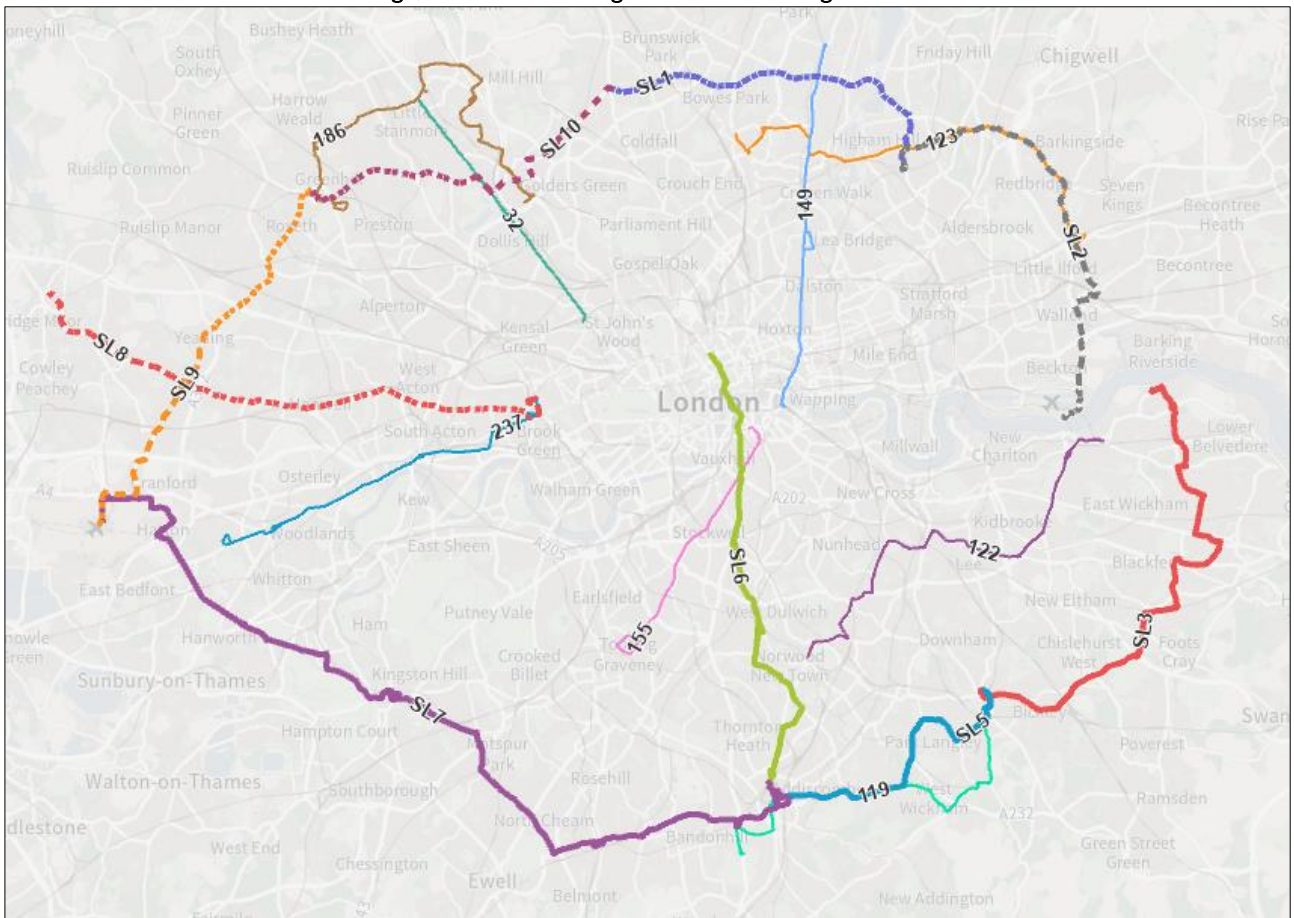 Bushey Heath
Park
Brunswick
Park
South
Oxhey
Friday Hill
Chigwell
Mill Hill
SL1
Bowes Park
Harrow
Weald
Pinner
Green
Little
Stanmore
186
SL10
Coldfall
Higham Hill
123
Barkingside
Rise Pa
Ruislip Common
Golders Green
Crouch End
Redbridge
Seven
Kings
Becontree
Heath
149
32
Ruislip Manor
Roxeth
Preston
Dollis Hill
Parliament Hill
Lea Bridge
Aldersbrook
SL2
Gospel Oak
Little Ilford
Becontree
Dalston
Alperton
Stratford
Marsh
Kensal
Green
St John's
Wood
Hoxton
Yeading
SL8
Cowley
Peachey
West
Acton
Mile End
Barking
Riverside
SL9
Beckton
London
Wapping
South Acton
237
Brook
Green
Lower
Belvedere
Osterley
Vauxhall
Millwall
New
Charlton
Kew
Walham Green
A202
New Cross
East Wickham
A4
Cranford
Woodlands
Stockwell
Kidbrooke
East Sheen
A205
SL6
Nunhead
122
Lee
Whitton
East Bedfont
Earlsfield
Putney Vale
West Dulwich
New Eltham
Ham
Hanworth
155
Graveney
Downham
Chislehurst
West
SL3
Foots
Cray
Crooked
Billet
Norwood
New Town
Kingston Hill
Sunbury-on-Thames
SL7
Hampton Court
Bickley
Swan
Thornton
Heath
SL5
Park Langley
Motspur
Park
Poverest
Walton-on-Thames
Rosehill
Southborough
119
West
Wickham
Ramsden
North Cheam
Bandonhill
A232
West End
Chessington
Green Street
Green
Ewell
Belmont
New Addington